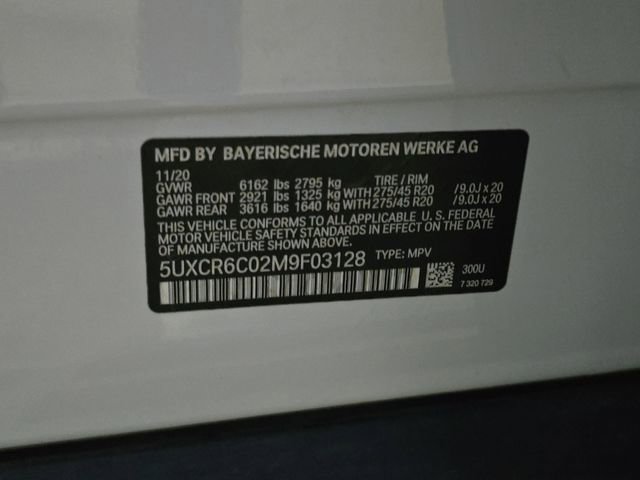 MFD BY BAYERISCHE MOTOREN WERKE AG
11/20 TIRE / RIM
GVWR 6162 lbs 2795 kg
GAWR FRONT 2921 lbs 1325 kg WITH 275/45 R20 /9.0J x 20
GAWR REAR 3616 lbs 1640 kg WITH 275/45 R20 /9.0J x 20
THIS VEHICLE CONFORMS TO ALL APPLICABLE U.S. FEDERAL
MOTOR VEHICLE SAFETY STANDARDS IN EFFECT ON THE DATE
OF MANUFACTURE SHOWN ABOVE.
5UXCR6C02M9F03128 TYPE: MPV
300U
7 320 729